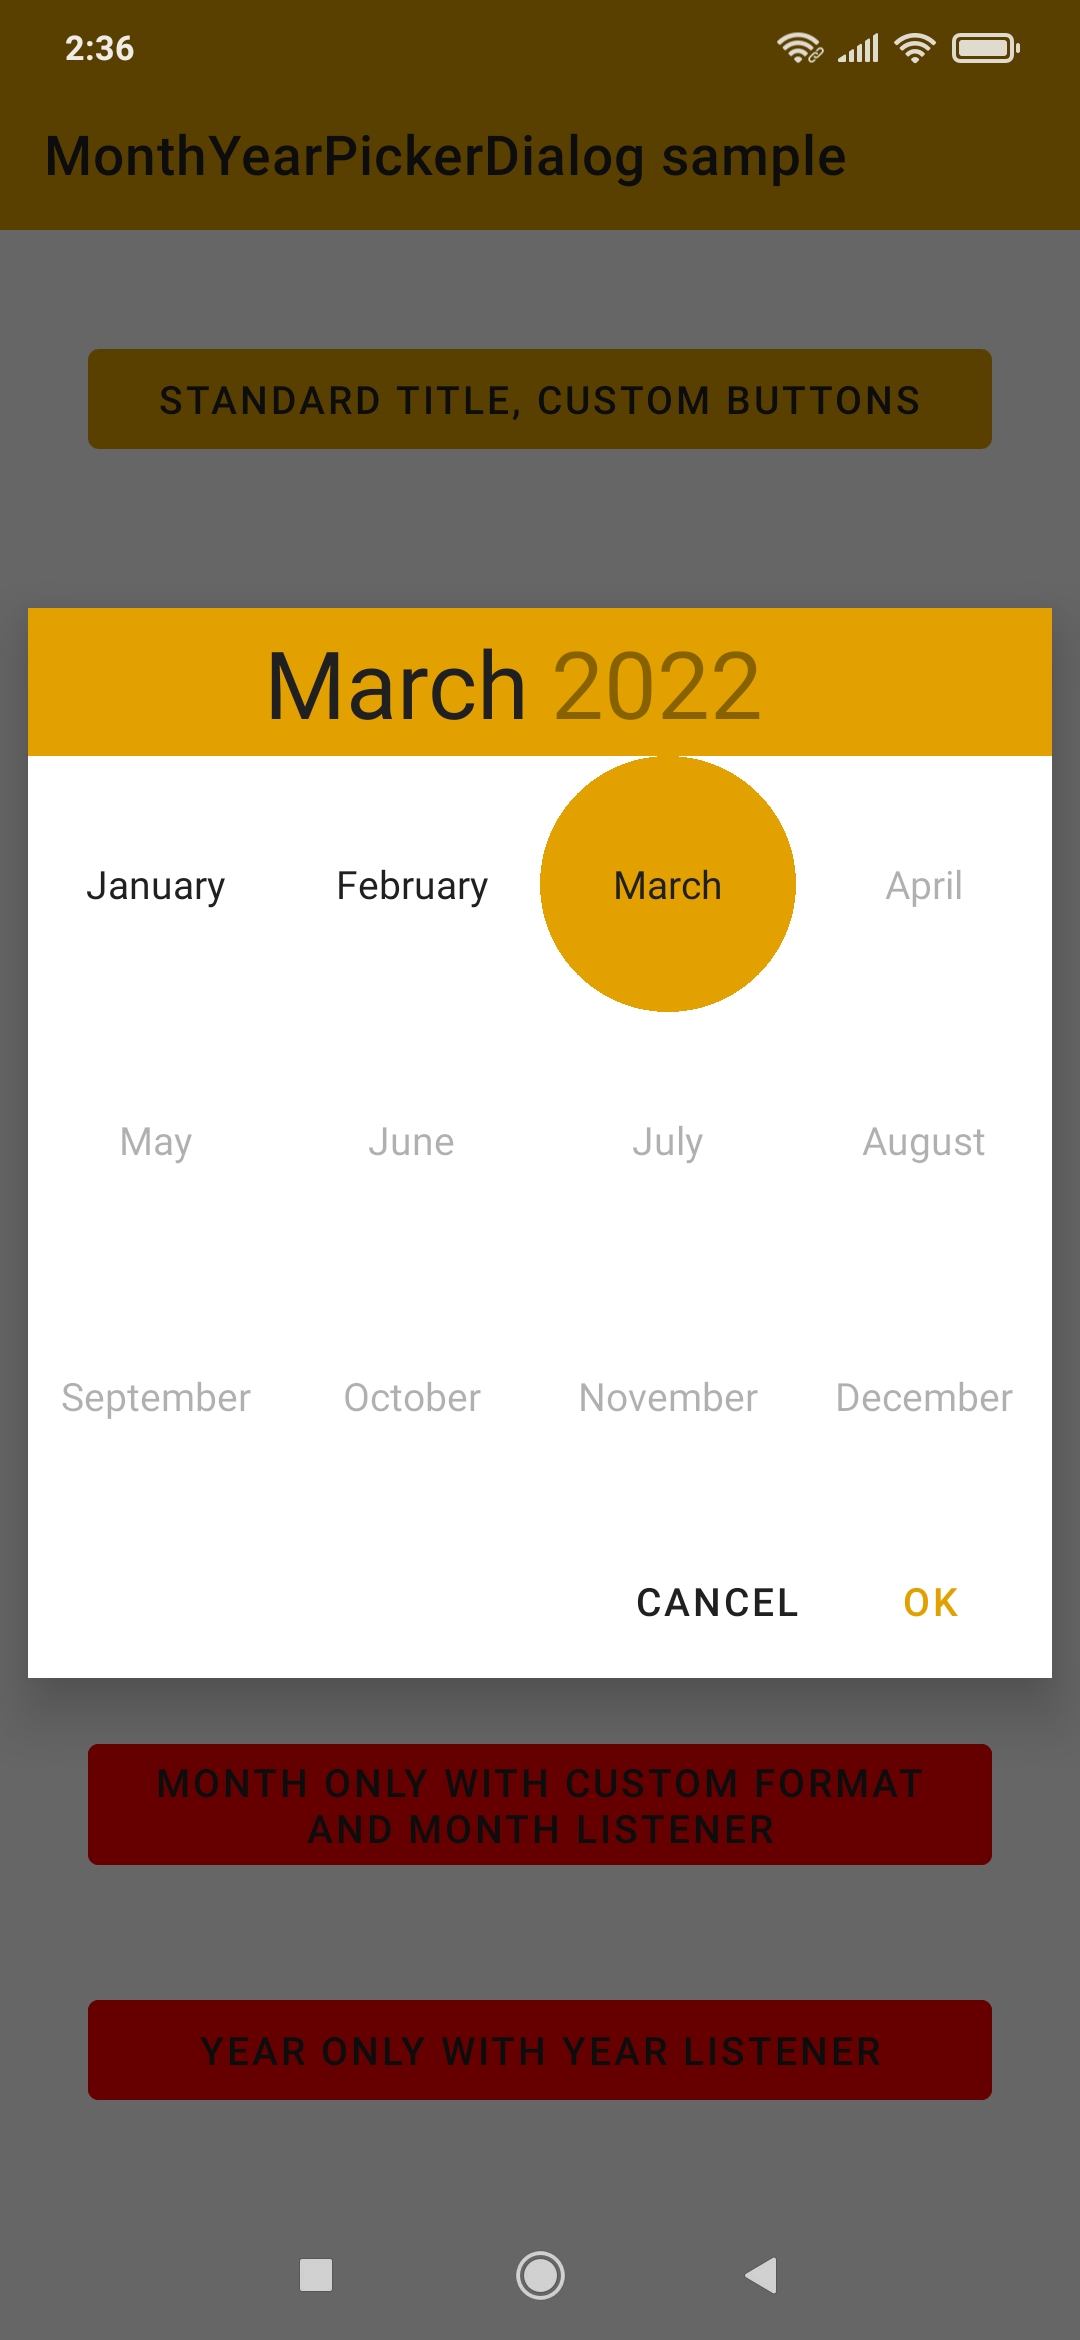 2:36
MonthYearPickerDialog sample
STANDARD TITLE, CUSTOM BUTTONS
March 2022
January February March April
May June July August
September October November December
CANCEL OK
MONTH ONLY WITH CUSTOM FORMAT
AND MONTH LISTENER
YEAR ONLY WITH YEAR LISTENER